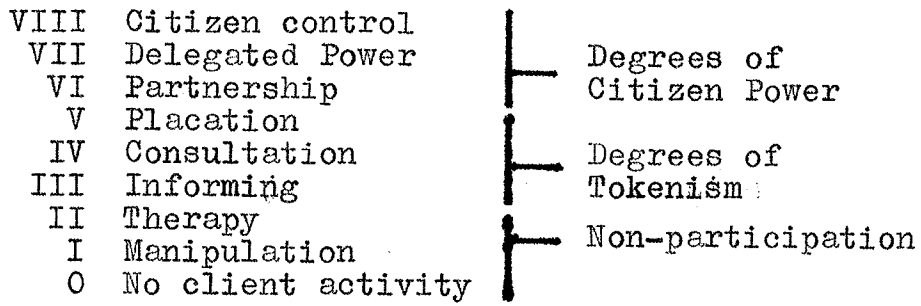 VIII Citizen control
VII Delegated Power
VI Partnership
V Placation
IV Consultation
III Informing
II Therapy
I Manipulation
0 No client activity
Degrees of
Citizen Power
Degrees of
Tokenism
Non-participation